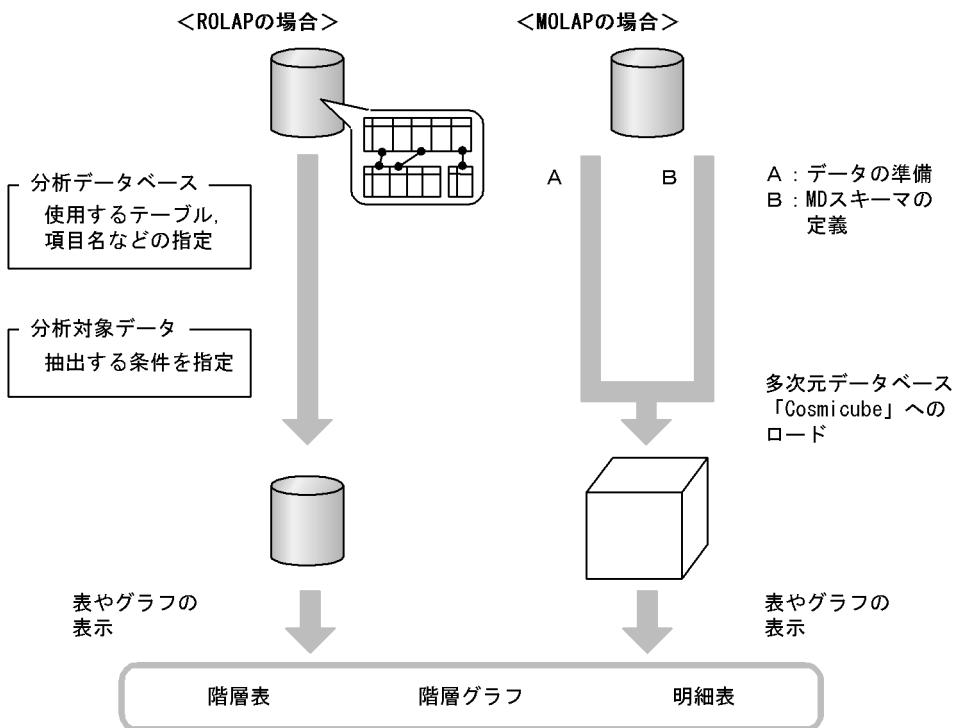 ＜ROLAPの場合＞
＜MOLAPの場合＞
分析データベース
使用するテーブル,
項目名などの指定
分析対象データ
抽出する条件を指定
A
B
A：データの準備
B：MDスキーマの
定義
多次元データベース
「Cosmicube」への
ロード
表やグラフの
表示
表やグラフの
表示
階層表
階層グラフ
明細表